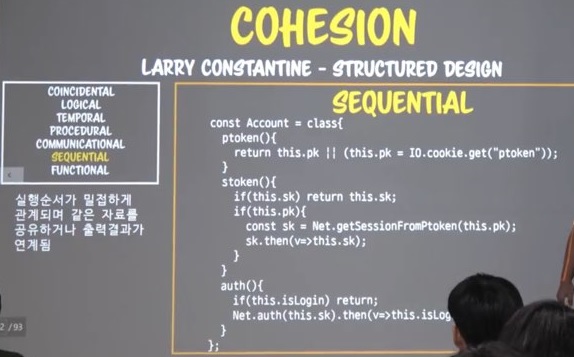 COHESION
LARRY CONSTANTINE - STRUCTURED DESIGN
COINCIDENTAL
LOGICAL
TEMPORAL
PROCEDURAL
COMMUNICATIONAL
SEQUENTIAL
FUNCTIONAL
실행순서가 밀접하게
관계되며 같은 자료를
공유하거나 출력결과가
연계됨
SEQUENTIAL
const Account = class{
ptoken(){
return this.pk || (this.pk = IO.cookie.get("ptoken"));
}
stoken(){
if(this.sk) return this.sk;
if(this.pk){
const sk = Net.getSessionFromPtoken(this.pk);
sk.then(v=>this.sk);
}
}
auth(){
if(this.isLogin) return;
Net.auth(this.sk).then(v=>this.isLog
}
};
2 /93